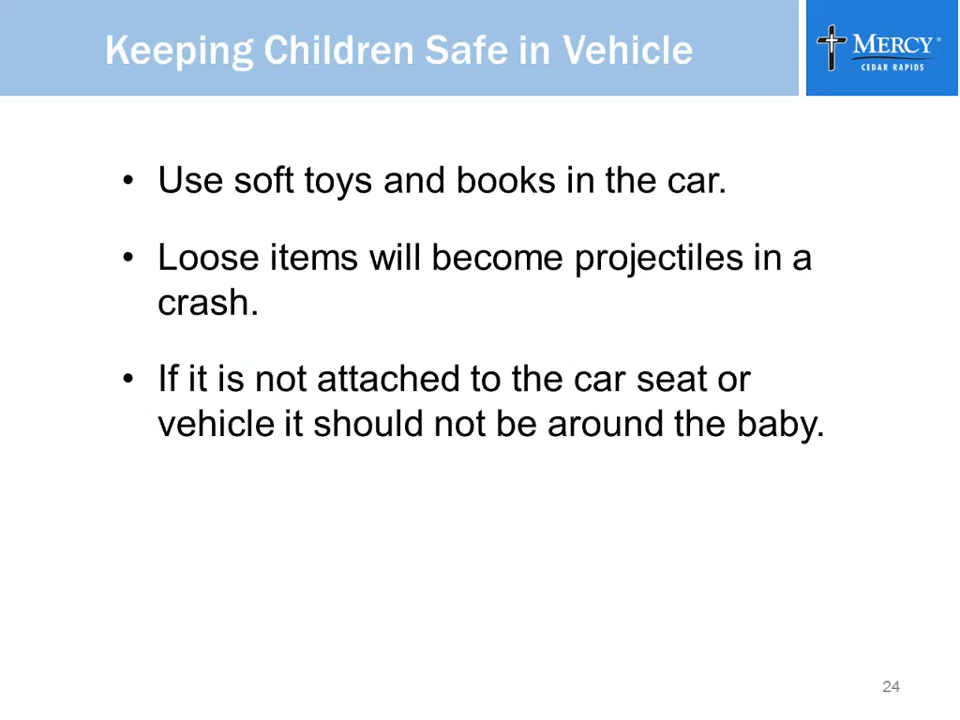 Keeping Children Safe in Vehicle
MERCY®
CEDAR RAPIDS
• Use soft toys and books in the car.
• Loose items will become projectiles in a
crash.
• If it is not attached to the car seat or
vehicle it should not be around the baby.
24